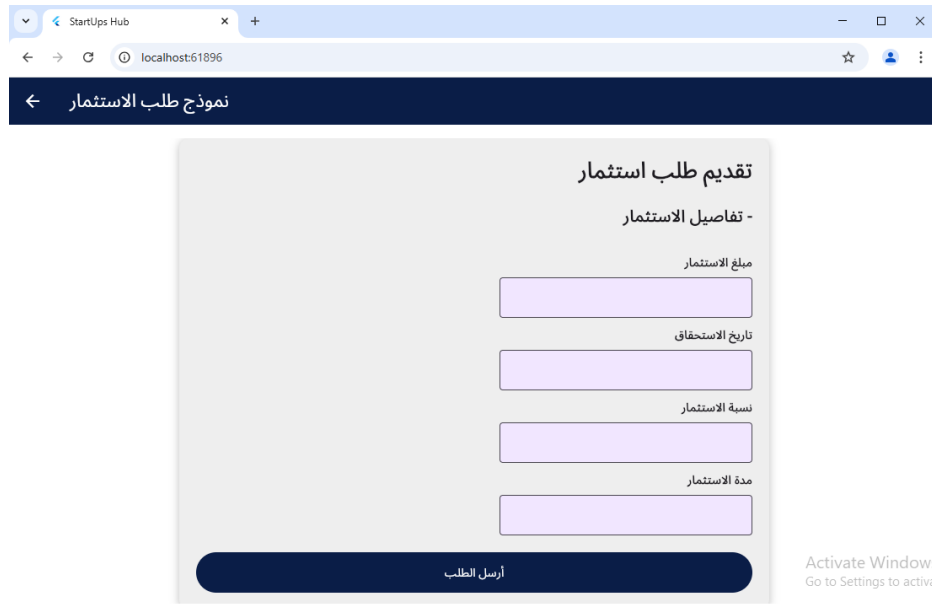 StartUps Hub
localhost:61896
نموذج طلب الاستثمار
تقديم طلب استثمار
- تفاصيل الاستثمار
مبلغ الاستثمار
تاريخ الاستحقاق
نسبة الاستثمار
مدة الاستثمار
أرسل الطلب
Activate Window
Go to Settings to activa